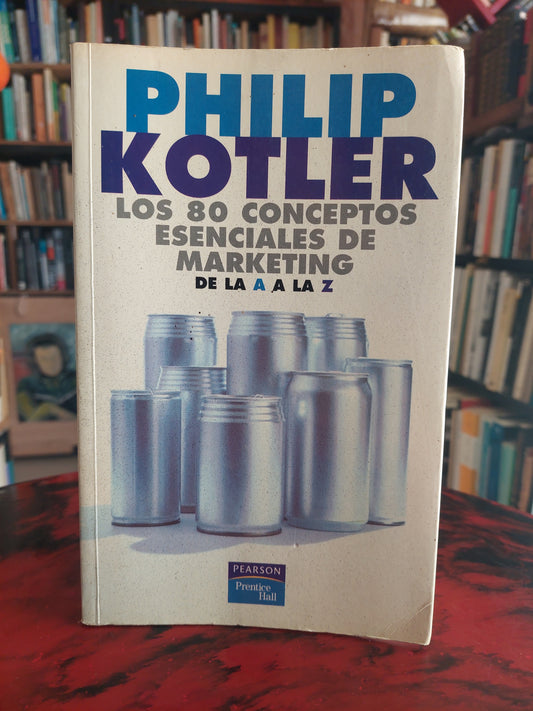 PHILIP
KOTLER
LOS 80 CONCEPTOS
ESENCIALES DE
MARKETING
DE LA A A LA Z
PEARSON
Prentice
Hall